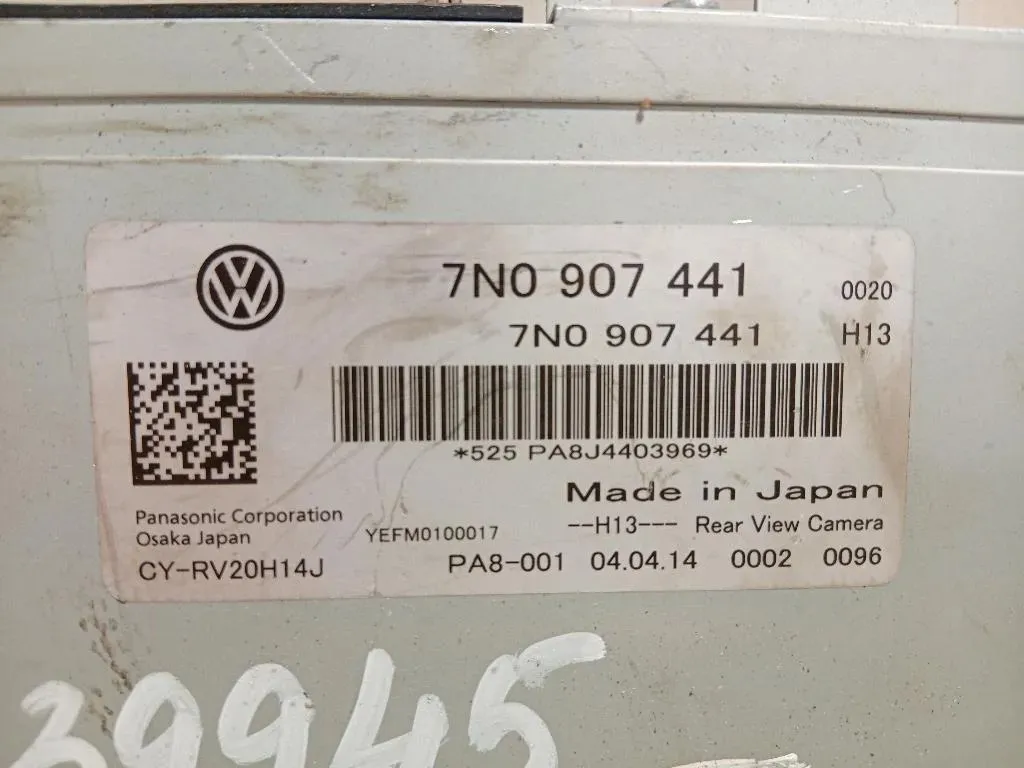 7N0 907 441 0020
7N0 907 441 H13
*525 PA8J4403969*
Made in Japan
Panasonic Corporation
Osaka Japan
YEFM0100017
--H13--- Rear View Camera
CY-RV20H14J
PA8-001 04.04.14 0002 0096
39945